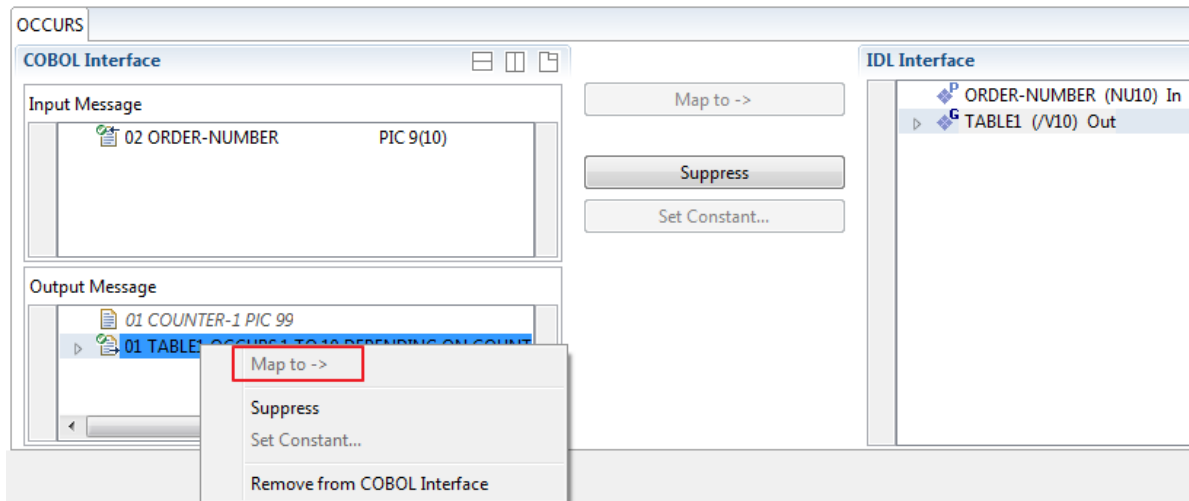 OCCURS
COBOL Interface
Input Message
02 ORDER-NUMBER PIC 9(10)
Output Message
01 COUNTER-1 PIC 99
01 TABLE1 OCCURS 1 TO 10 DEPENDING ON COUNT
Map to ->
Suppress
Set Constant...
Remove from COBOL Interface
Map to ->
Suppress
Set Constant...
IDL Interface
P ORDER-NUMBER (NU10) In
G TABLE1 (/V10) Out